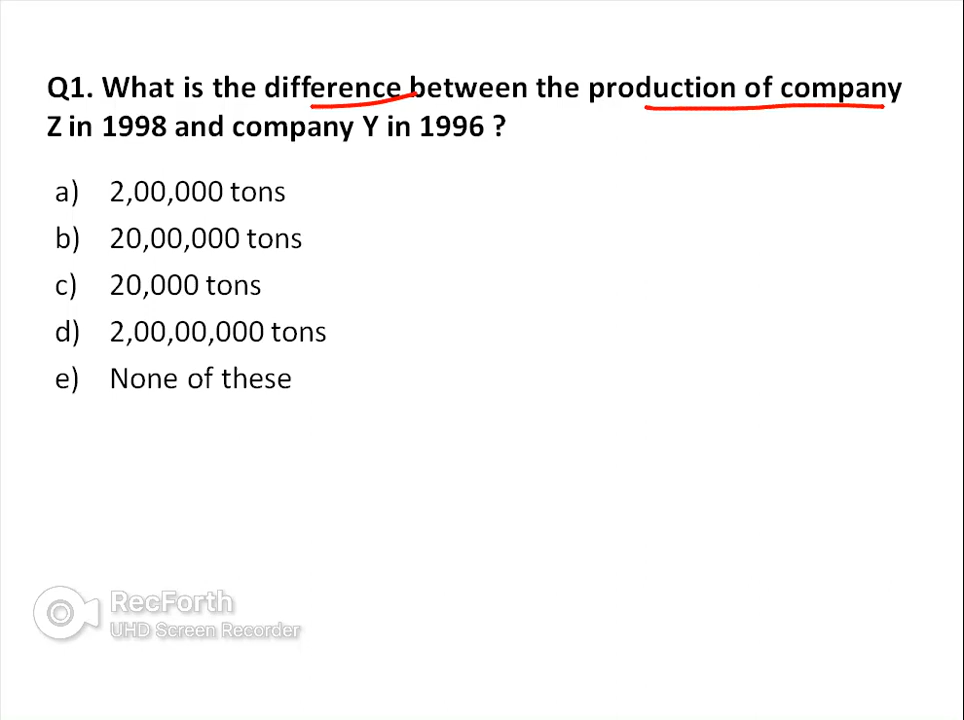 Q1. What is the difference between the production of company
Z in 1998 and company Y in 1996 ?
a) 2,00,000 tons
b) 20,00,000 tons
c) 20,000 tons
d) 2,00,00,000 tons
e) None of these
RecForth
UHD Screen Recorder